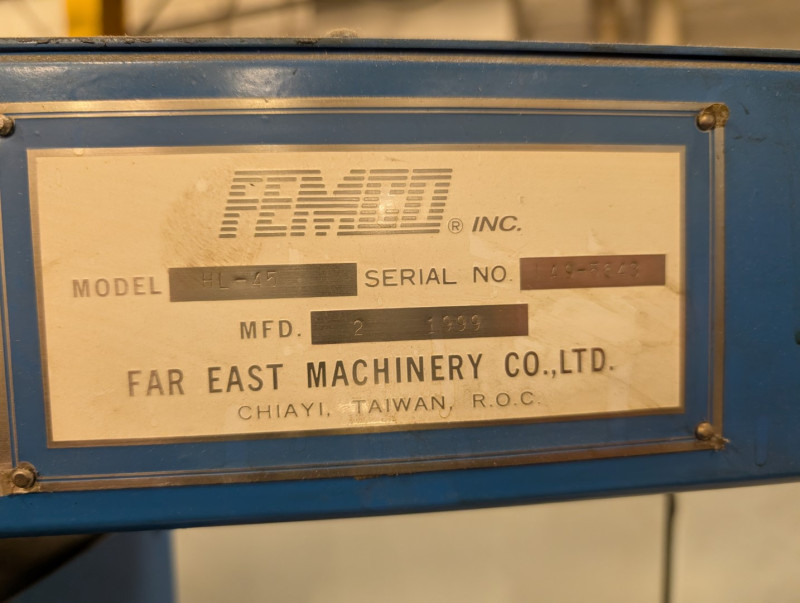 FEMCO ® INC.
MODEL HL-45 SERIAL NO.
MFD. 2 1999
FAR EAST MACHINERY CO.,LTD.
CHIAYI, TAIWAN, R.O.C.